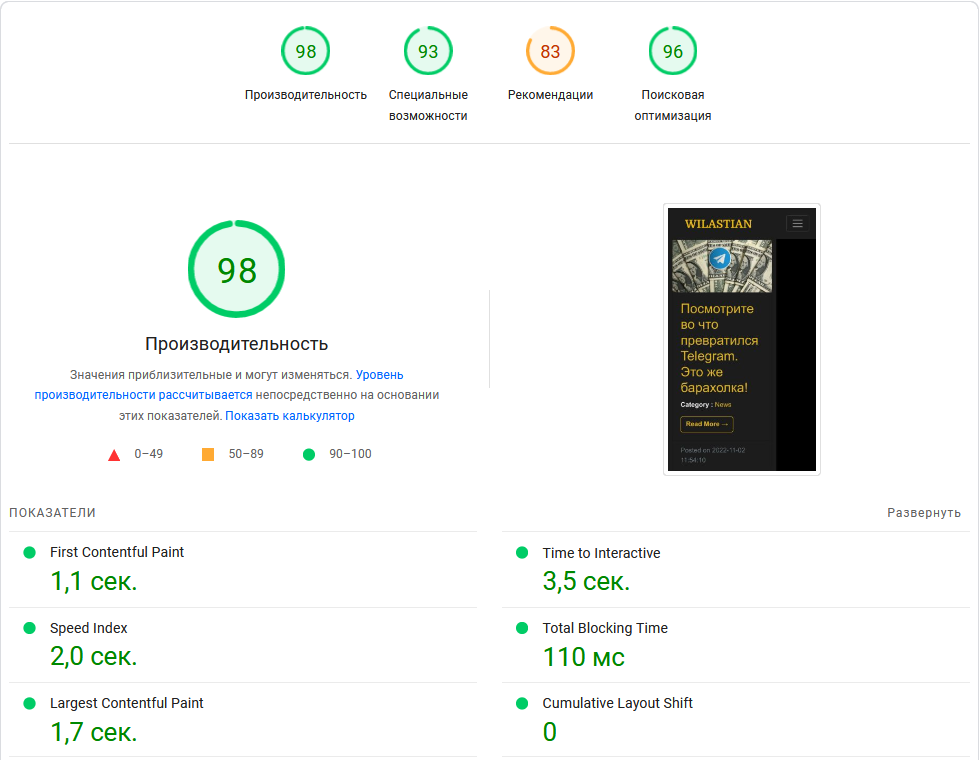 98
93
83
96
Производительность
Специальные
возможности
Рекомендации
Поисковая
оптимизация
98
Производительность
Значения приблизительные и могут изменяться. Уровень
производительности рассчитывается непосредственно на основании
этих показателей. Показать калькулятор
0–49
50–89
90–100
WILASTIAN
Посмотрите
во что
превратился
Telegram.
Это же
барахолка!
Category : News
Read More →
Posted on 2022-11-02
11:54:10
ПОКАЗАТЕЛИ
Развернуть
First Contentful Paint
1,1 сек.
Time to Interactive
3,5 сек.
Speed Index
2,0 сек.
Total Blocking Time
110 мс
Largest Contentful Paint
1,7 сек.
Cumulative Layout Shift
0